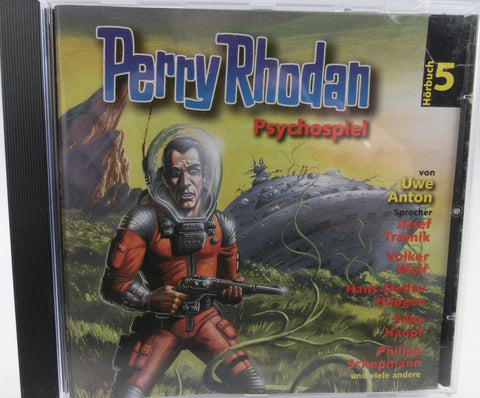 Perry Rhodan
Psychospiel
Hörbuch 5
von
Uwe
Anton
Sprecher
Josef
Tratnik
Volker
Wolf
Hans-Detlev
Hüpgen
Silke
Haupt
Philipp
Schepmann
und viele andere